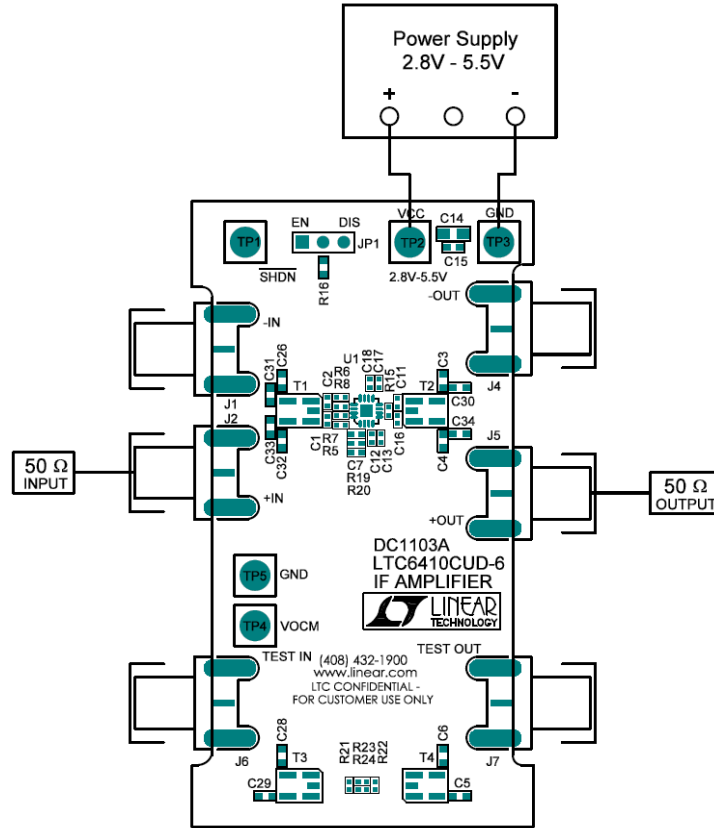 Power Supply
2.8V - 5.5V
+
-
EN
DIS
VCC
C14
GND
TP1
JP1
TP2
TP3
C15
SHDN
R16
2.8V-5.5V
-OUT
-IN
J1
J4
C31
C26
T1
C2
R6
R8
U1
C18
C17
R15
C11
T2
C3
C30
J2
J5
C33
C32
C1
R7
R5
C7
R19
R20
C12
C13
C16
C4
C34
50 Ω
INPUT
+IN
50 Ω
OUTPUT
+OUT
DC1103A
LTC6410CUD-6
IF AMPLIFIER
LINEAR
TECHNOLOGY
TP5
GND
TP4
VOCM
TEST IN
TEST OUT
(408) 432-1900
www.linear.com
LTC CONFIDENTIAL -
FOR CUSTOMER USE ONLY
J6
J7
C28
T3
R21
R23
R24
R22
T4
C6
C29
C5